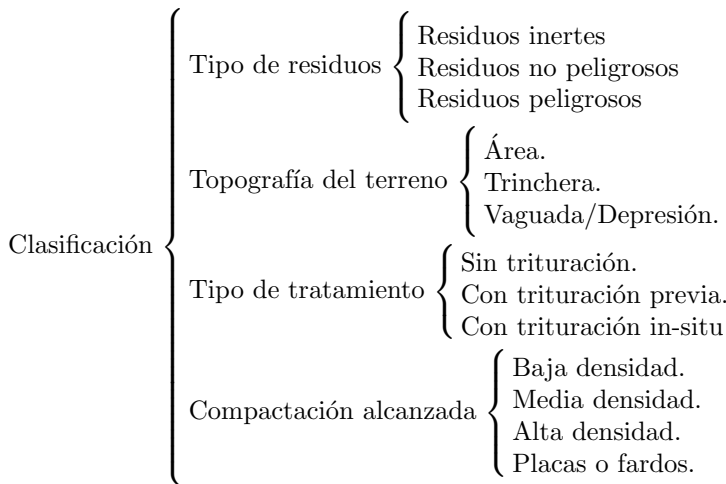 Clasificación
Tipo de residuos
Residuos inertes
Residuos no peligrosos
Residuos peligrosos
Topografía del terreno
Área.
Trinchera.
Vaguada/Depresión.
Tipo de tratamiento
Sin trituración.
Con trituración previa.
Con trituración in-situ
Compactación alcanzada
Baja densidad.
Media densidad.
Alta densidad.
Placas o fardos.